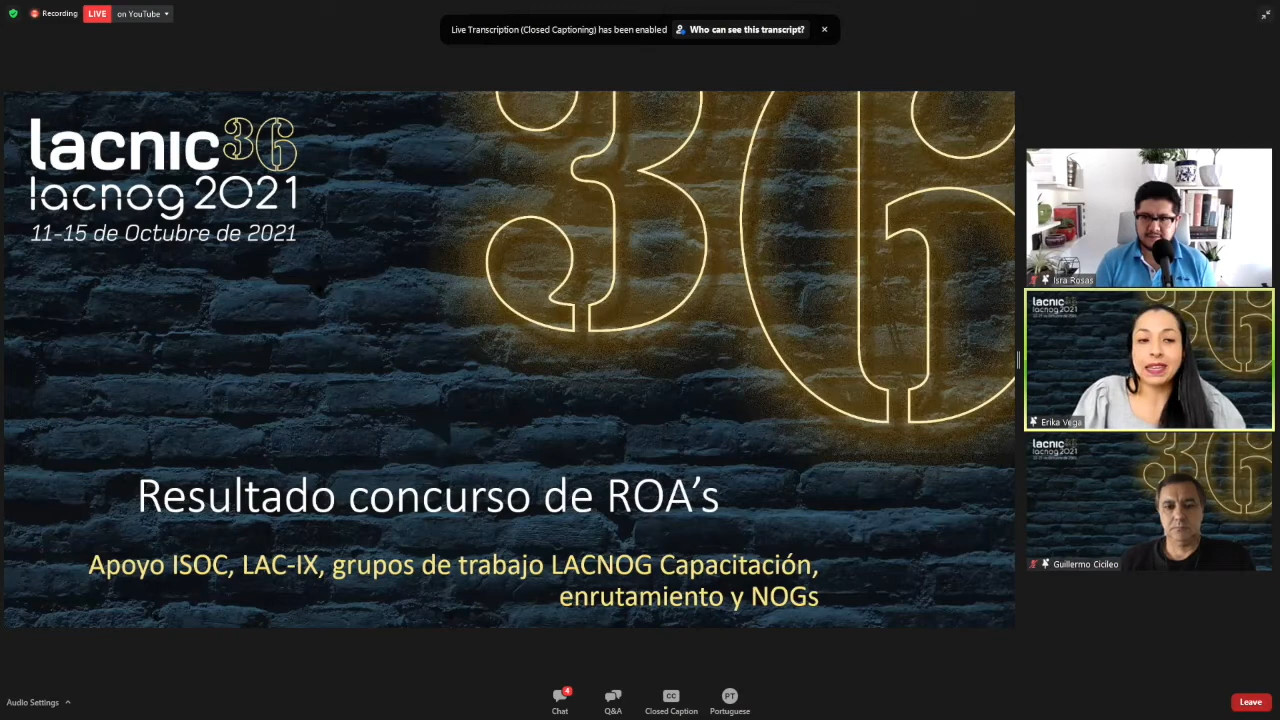 Recording
LIVE
on YouTube
Live Transcription (Closed Captioning) has been enabled
Who can see this transcript?
lacnic36
lacnog 2021
11-15 de Octubre de 2021
36
Resultado concurso de ROA's
Apoyo ISOC, LAC-IX, grupos de trabajo LACNOG Capacitación,
enrutamiento y NOGs
Isra Rosas
lacnic36
lacnog 2021
Erika Vega
lacnic36
lacnog 2021
Guillermo Cicileo
Audio Settings
4
Chat
Q&A
CC
Closed Caption
PT
Portuguese
Leave